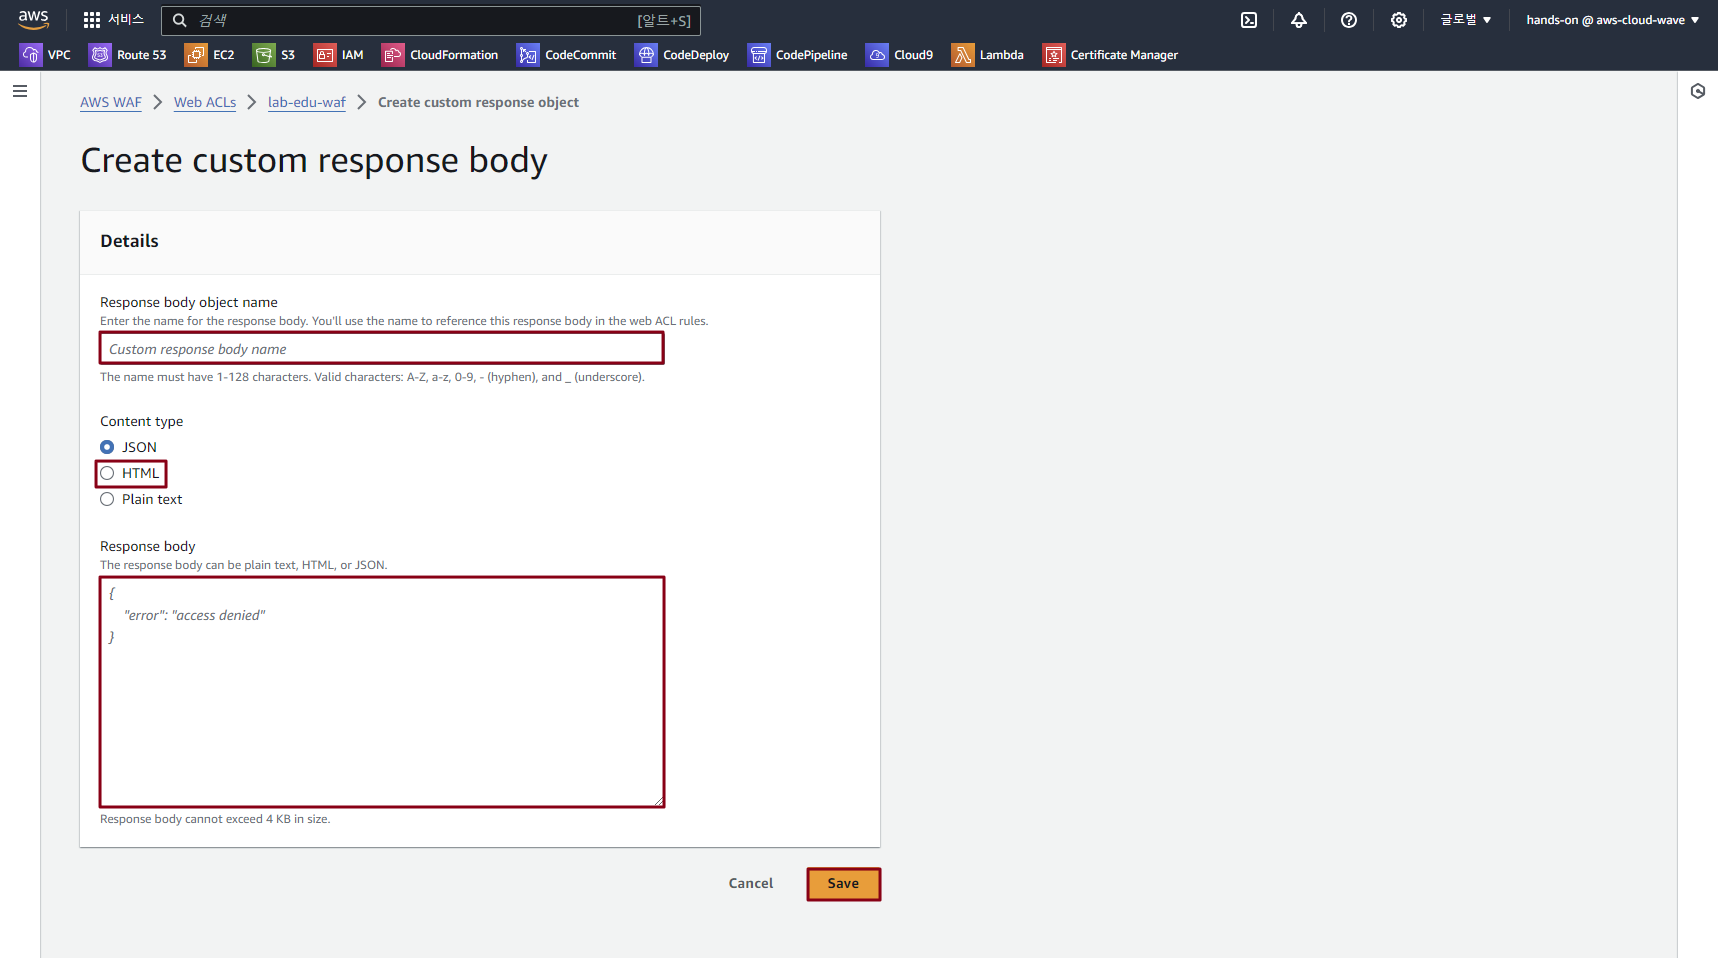 aws 서비스 검색 [알트+S] 글로벌 ▼ hands-on @ aws-cloud-wave ▼
VPC Route 53 EC2 S3 IAM CloudFormation CodeCommit CodeDeploy CodePipeline Cloud9 Lambda Certificate Manager
AWS WAF > Web ACLs > lab-edu-waf > Create custom response object
Create custom response body
Details
Response body object name
Enter the name for the response body. You'll use the name to reference this response body in the web ACL rules.
Custom response body name
The name must have 1-128 characters. Valid characters: A-Z, a-z, 0-9, - (hyphen), and _ (underscore).
Content type
JSON
HTML
Plain text
Response body
The response body can be plain text, HTML, or JSON.
{
"error": "access denied"
}
Response body cannot exceed 4 KB in size.
Cancel Save